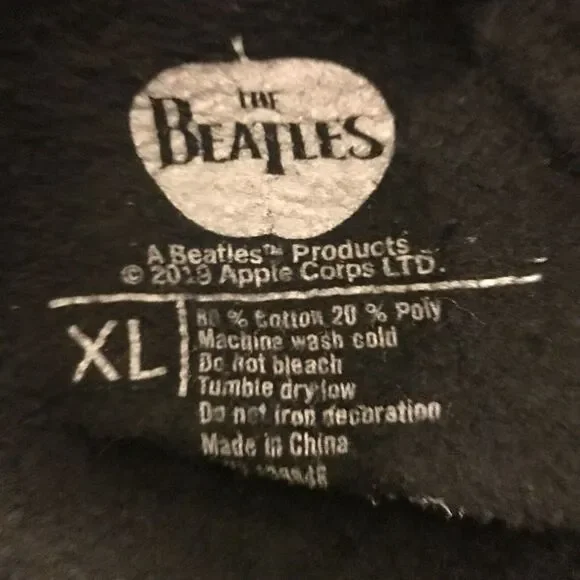 THE
BEATLES
A Beatles™ Products
© 2019 Apple Corps LTD.
XL
80 % Cotton 20 % Poly
Machine wash cold
Do not bleach
Tumble dry low
Do not iron decoration
Made in China